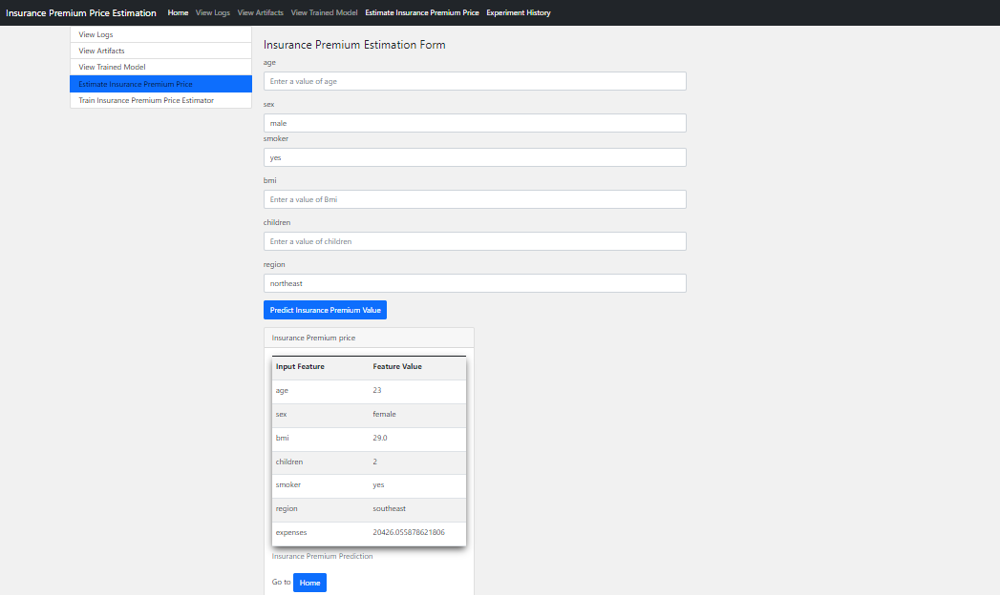 Insurance Premium Price Estimation Home View Logs View Artifacts View Trained Model Estimate Insurance Premium Price Experiment History
View Logs
View Artifacts
View Trained Model
Estimate Insurance Premium Price
Train Insurance Premium Price Estimator
Insurance Premium Estimation Form
age
Enter a value of age
sex
male
smoker
yes
bmi
Enter a value of Bmi
children
Enter a value of children
region
northeast
Predict Insurance Premium Value
Insurance Premium price
Input Feature Feature Value
age 23
sex female
bmi 29.0
children 2
smoker yes
region southeast
expenses 20426.055878621806
Insurance Premium Prediction
Go to Home